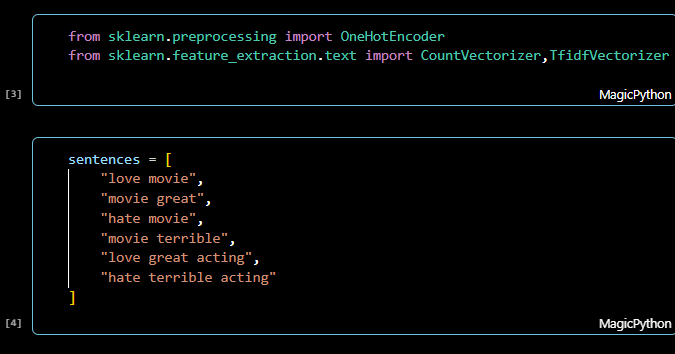 from sklearn.preprocessing import OneHotEncoder
from sklearn.feature_extraction.text import CountVectorizer,TfidfVectorizer
[3]
MagicPython
sentences = [
    "love movie",
    "movie great",
    "hate movie",
    "movie terrible",
    "love great acting",
    "hate terrible acting"
]
[4]
MagicPython